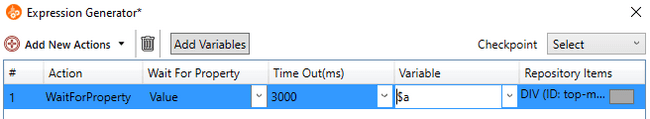 Expression Generator*
Add New Actions Add Variables Checkpoint Select
# Action Wait For Property Time Out(ms) Variable Repository Items
1 WaitForProperty Value 3000 $a DIV (ID: top-m...